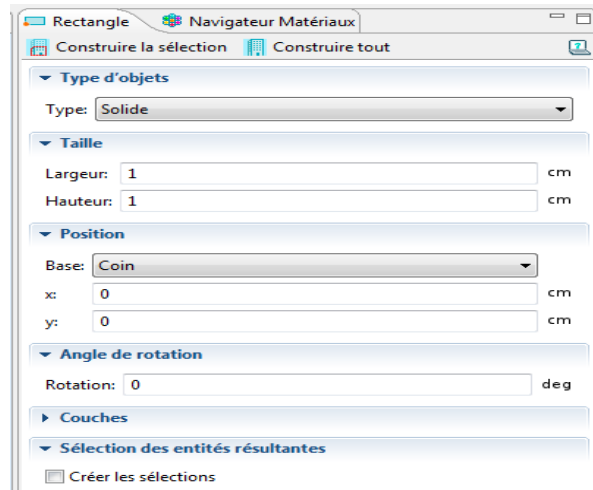 Rectangle Navigateur Matériaux
Construire la sélection Construire tout
Type d'objets
Type: Solide
Taille
Largeur: 1 cm
Hauteur: 1 cm
Position
Base: Coin
x: 0 cm
y: 0 cm
Angle de rotation
Rotation: 0 deg
Couches
Sélection des entités résultantes
Créer les sélections